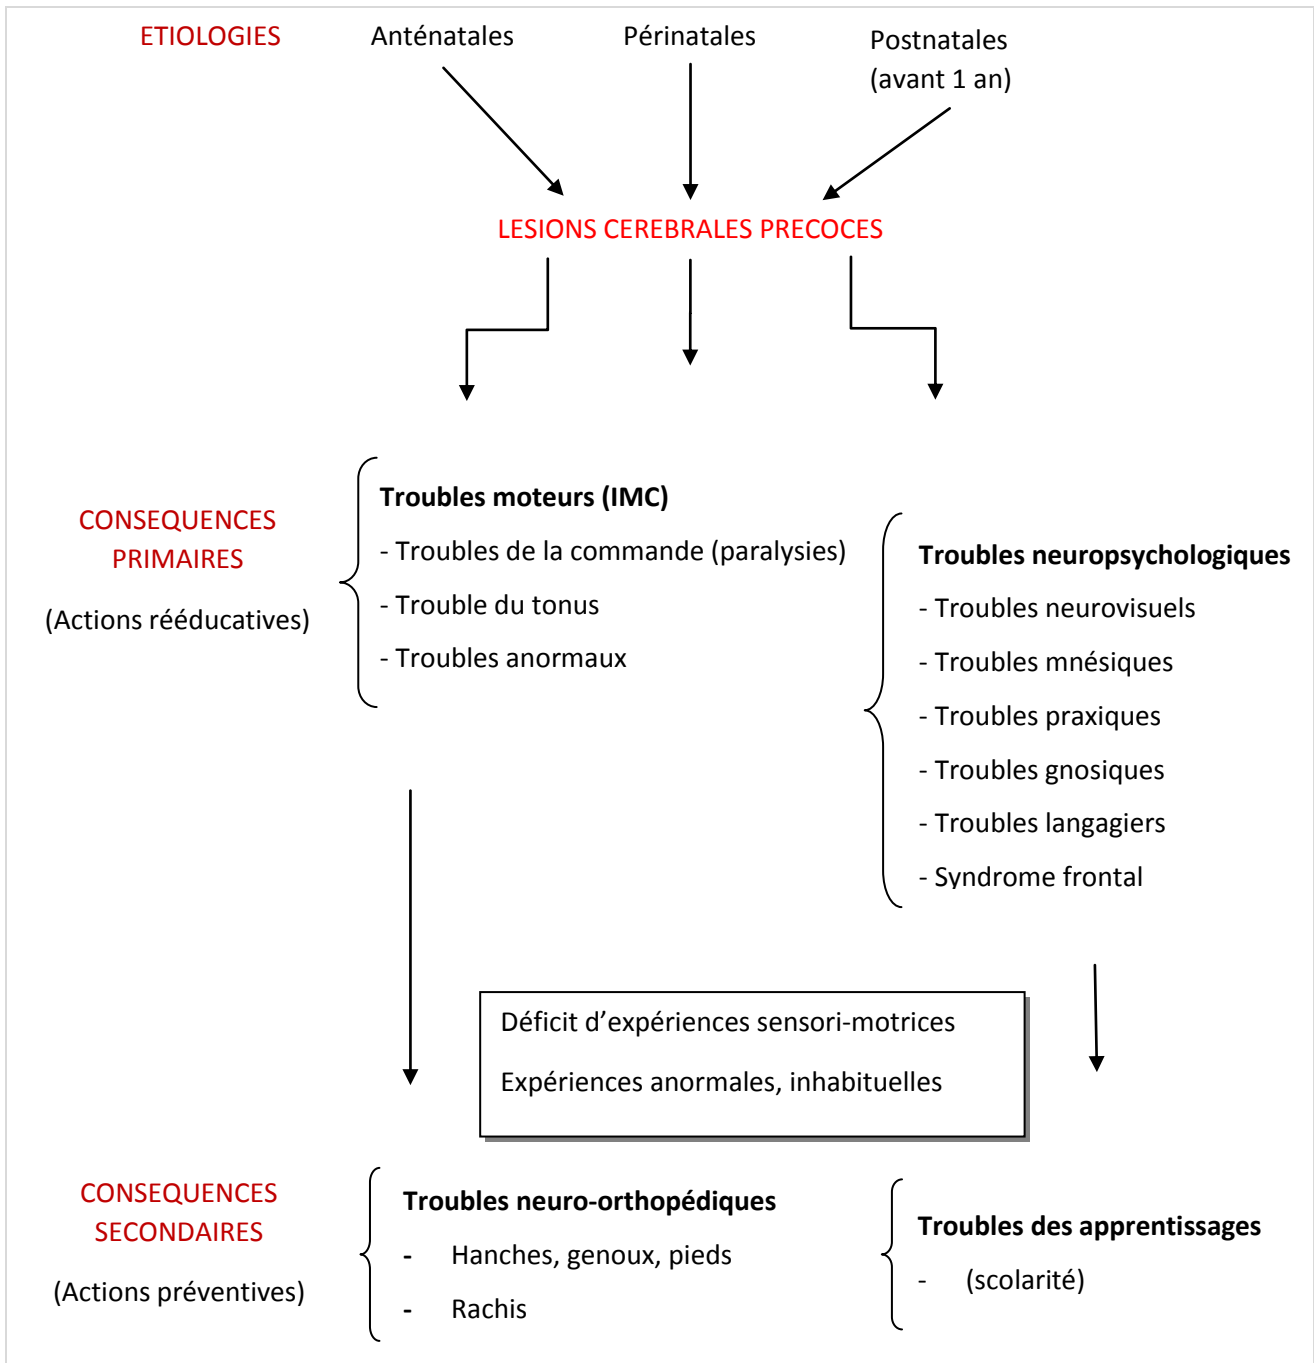 ETIOLOGIES
Anténatales
Périnatales
Postnatales
(avant 1 an)
LESIONS CEREBRALES PRECOCES
CONSEQUENCES
PRIMAIRES
(Actions rééducatives)
Troubles moteurs (IMC)
- Troubles de la commande (paralysies)
- Trouble du tonus
- Troubles anormaux
Troubles neuropsychologiques
- Troubles neurovisuels
- Troubles mnésiques
- Troubles praxiques
- Troubles gnosiques
- Troubles langagiers
- Syndrome frontal
Déficit d’expériences sensori-motrices
Expériences anormales, inhabituelles
CONSEQUENCES
SECONDAIRES
(Actions préventives)
Troubles neuro-orthopédiques
- Hanches, genoux, pieds
- Rachis
Troubles des apprentissages
- (scolarité)